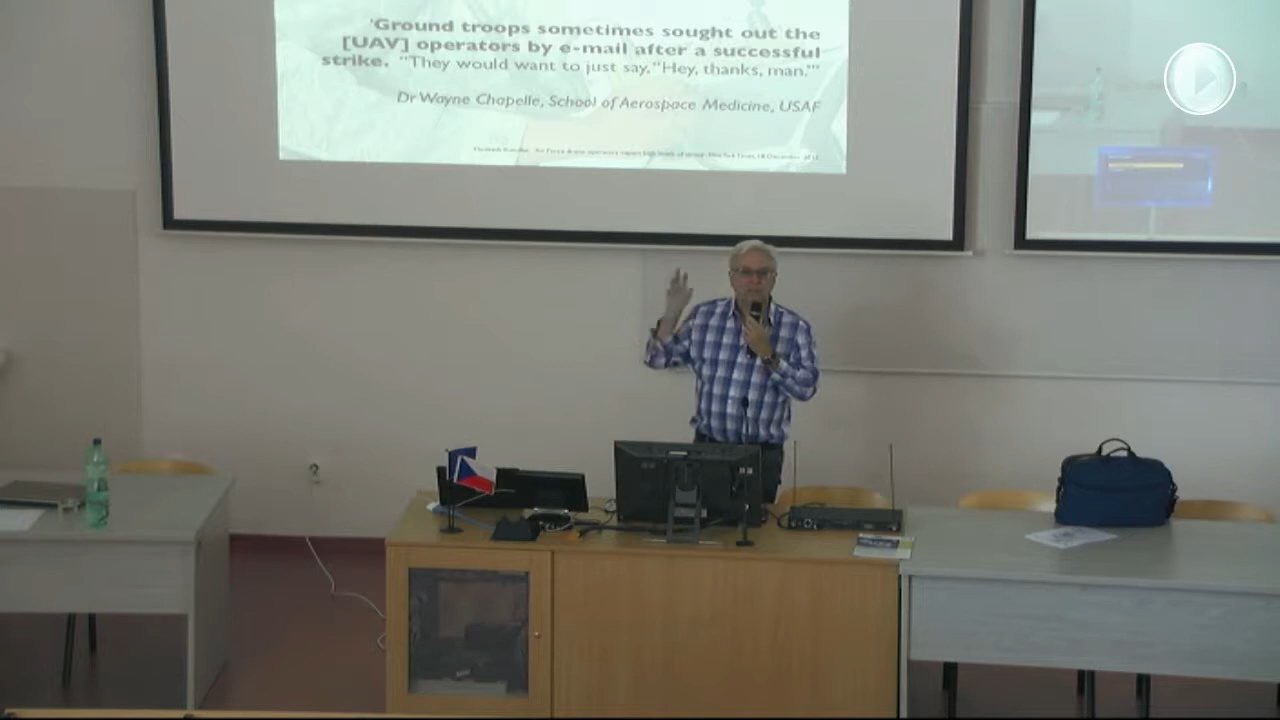 'Ground troops sometimes sought out the
[UAV] operators by e-mail after a successful
strike. "They would want to just say, "Hey, thanks, man."'
Dr Wayne Chapelle, School of Aerospace Medicine, USAF